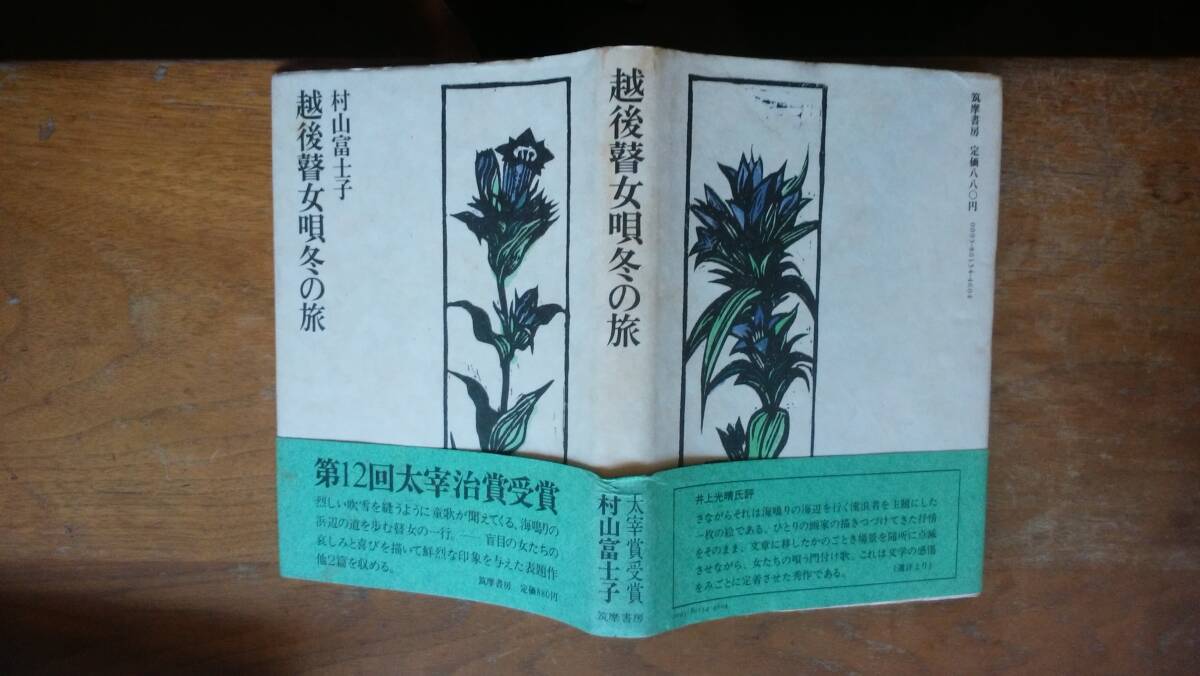 村山富士子
越後瞽女唄冬の旅
越後瞽女唄冬の旅
筑摩書房 定価八八〇円
0093-80154-4604
第12回太宰治賞受賞
烈しい吹雪を縫うように童歌が聞えてくる。海鳴りの
浜辺の道を歩む瞽女の一行。——盲目の女たちの
哀しみと喜びを描いて鮮烈な印象を与えた表題作
他2篇を収める。
筑摩書房 定価880円
太宰賞受賞
村山富士子
筑摩書房
井上光晴氏評
さながらそれは海鳴りの海辺を行く流浪者を主題にした
一枚の絵である。ひとりの画家の描きつづけてきた抒情
をそのまま、文章に移したかのごとき場景を随所に点滅
させながら、女たちの唄う門付け歌。これは文学の感傷
をみごとに定着させた秀作である。
(選評より)
0093-80154-4604